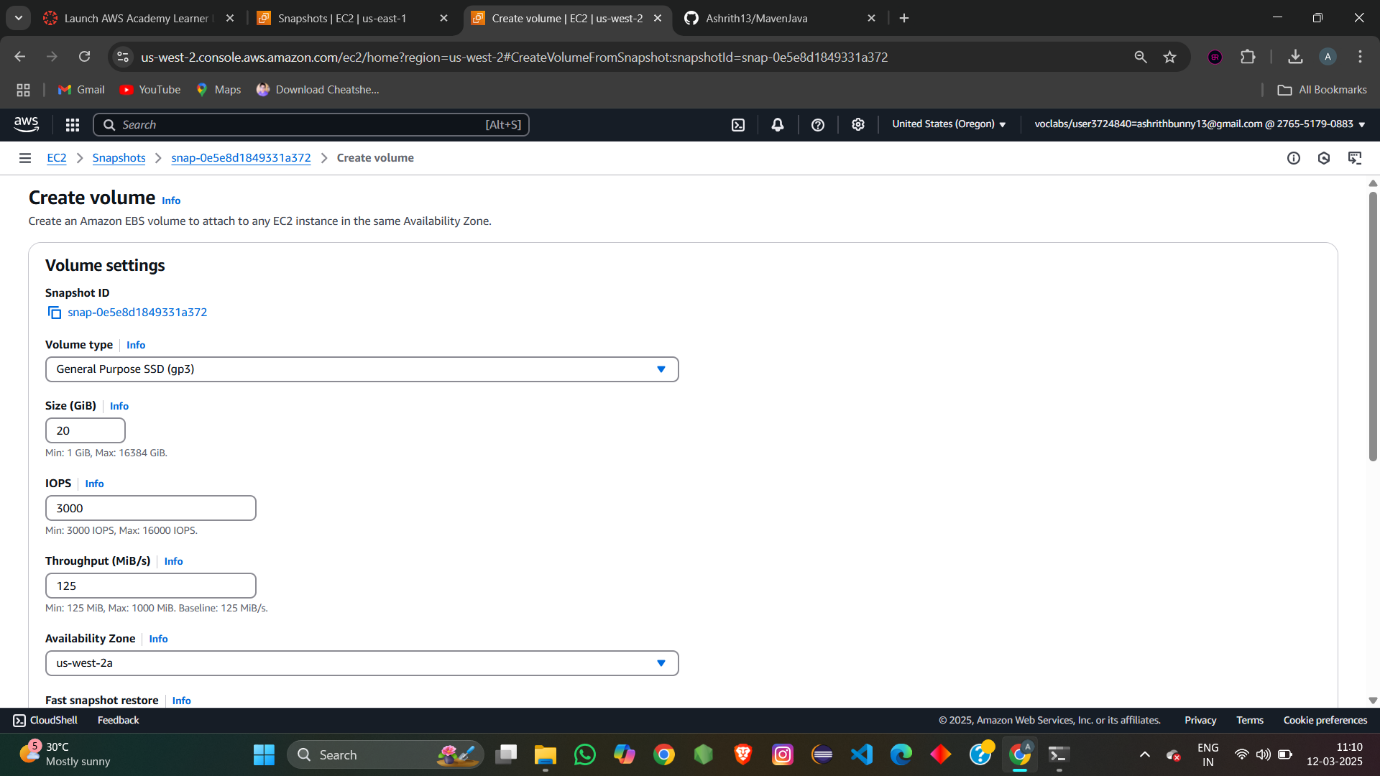 Launch AWS Academy Learner
Snapshots | EC2 | us-east-1
Create volume | EC2 | us-west-2
Ashrith13/MavenJava
us-west-2.console.aws.amazon.com/ec2/home?region=us-west-2#CreateVolumeFromSnapshot:snapshotId=snap-0e5e8d1849331a372
A
Gmail
YouTube
Maps
Download Cheatshe...
All Bookmarks
aws
Search
[Alt+S]
United States (Oregon)
voclabs/user3724840=ashrithbunny13@gmail.com @ 2765-5179-0883
EC2
Snapshots
snap-0e5e8d1849331a372
Create volume
Create volume Info
Create an Amazon EBS volume to attach to any EC2 instance in the same Availability Zone.
Volume settings
Snapshot ID
snap-0e5e8d1849331a372
Volume type Info
General Purpose SSD (gp3)
Size (GiB) Info
20
Min: 1 GiB, Max: 16384 GiB.
IOPS Info
3000
Min: 3000 IOPS, Max: 16000 IOPS.
Throughput (MiB/s) Info
125
Min: 125 MiB, Max: 1000 MiB. Baseline: 125 MiB/s.
Availability Zone Info
us-west-2a
Fast snapshot restore Info
CloudShell
Feedback
© 2025, Amazon Web Services, Inc. or its affiliates.
Privacy
Terms
Cookie preferences
5
30°C
Mostly sunny
Search
A
ENG
IN
11:10
12-03-2025